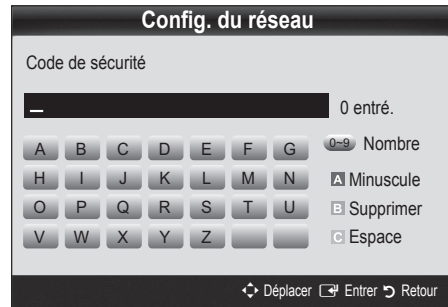 Config. du réseau
Code de sécurité
_ 0 entré.
A B C D E F G 0~9 Nombre
H I J K L M N A Minuscule
O P Q R S T U B Supprimer
V W X Y Z C Espace
Déplacer Entrer Retour